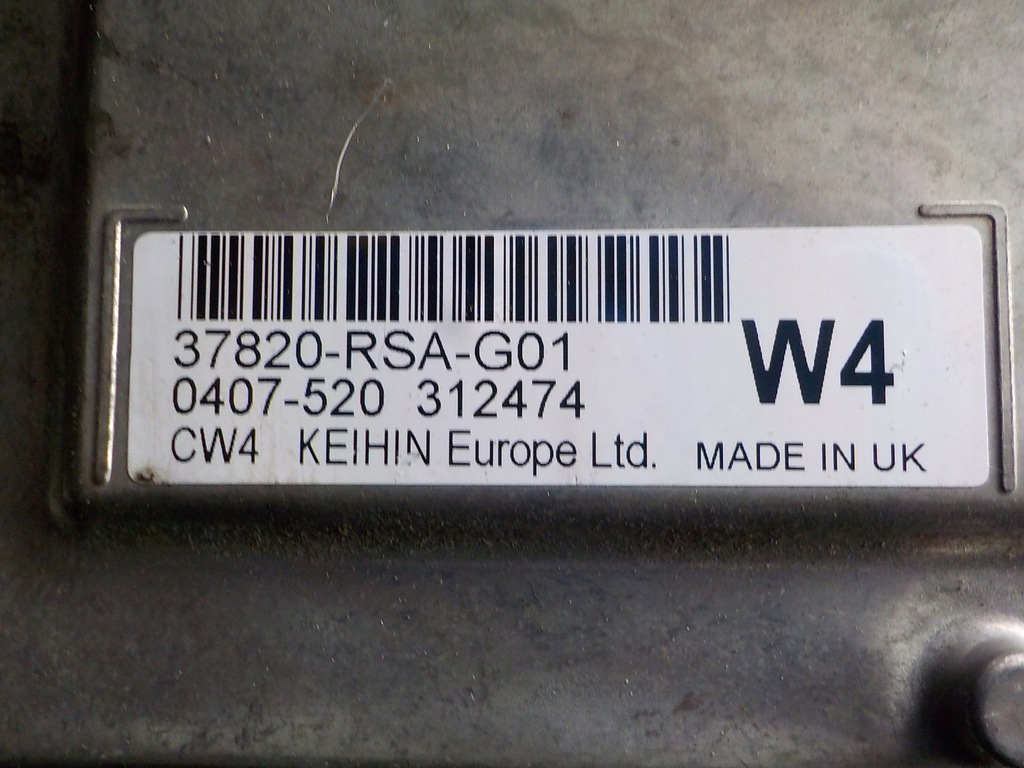 37820-RSA-G01
W4
0407-520 312474
CW4 KEIHIN Europe Ltd. MADE IN UK